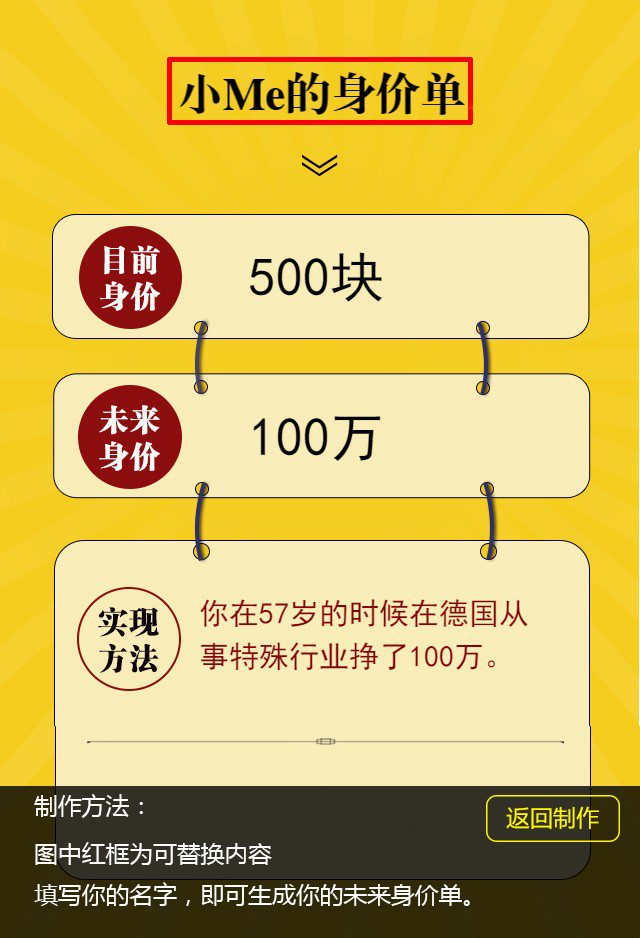 小Me的身价单
目前
身价
500块
未来
身价
100万
实现
方法
你在57岁的时候在德国从
事特殊行业挣了100万。
制作方法：
返回制作
图中红框为可替换内容
填写你的名字，即可生成你的未来身价单。